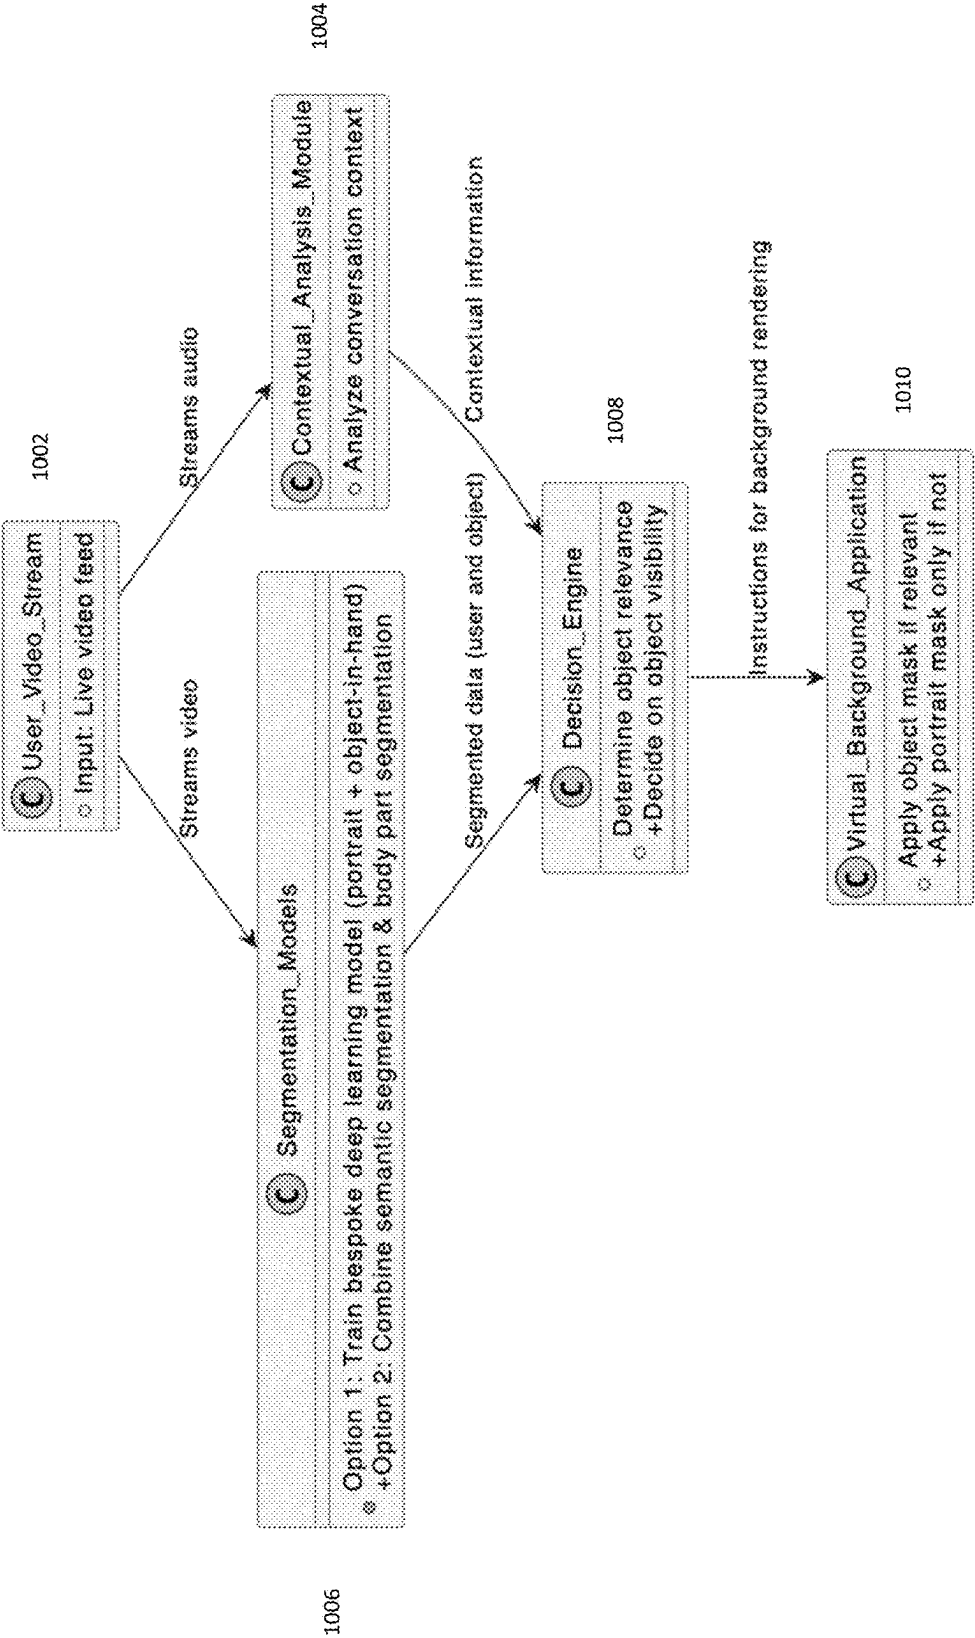 1002
C User_Video_Stream
Input: Live video feed
Streams video
Streams audio
1006
C Segmentation_Models
Option 1: Train bespoke deep learning model (portrait + object-in-hand)
+Option 2: Combine semantic segmentation & body part segmentation
1004
C Contextual_Analysis_Module
Analyze conversation context
Segmented data (user and object)
Contextual information
1008
C Decision_Engine
Determine object relevance
+Decide on object visibility
Instructions for background rendering
1010
C Virtual_Background_Application
Apply object mask if relevant
+Apply portrait mask only if not